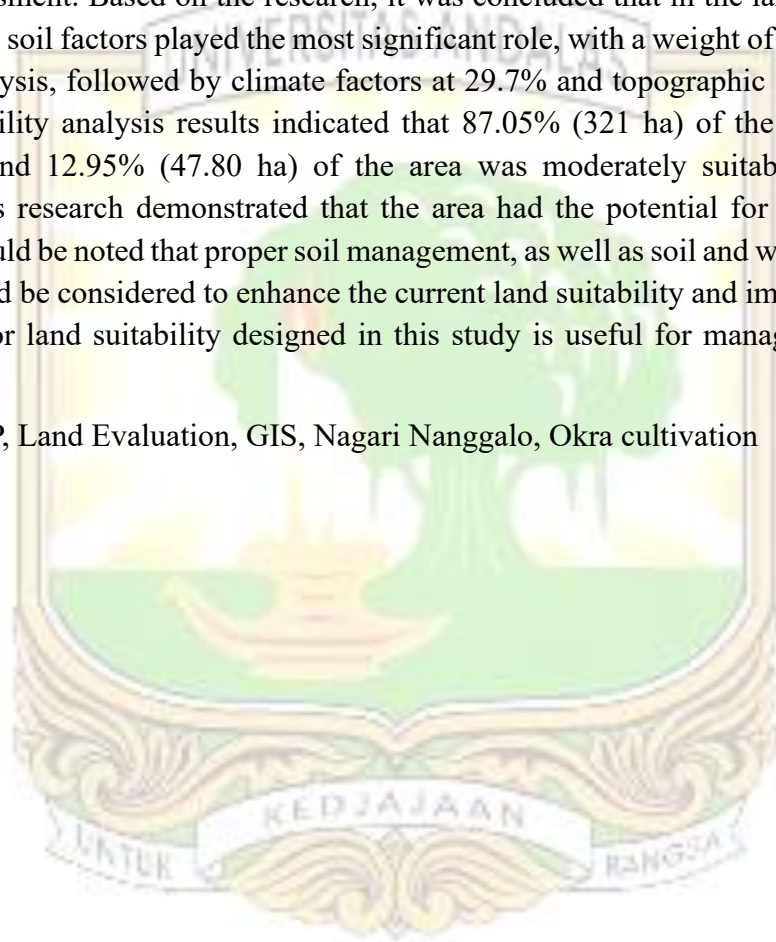 sment. Based on the research, it was concluded that in the la
UNIVERSITAS ANDALAS
soil factors played the most significant role, with a weight of
ysis, followed by climate factors at 29.7% and topographic
ility analysis results indicated that 87.05% (321 ha) of the
nd 12.95% (47.80 ha) of the area was moderately suitab
s research demonstrated that the area had the potential for
uld be noted that proper soil management, as well as soil and w
d be considered to enhance the current land suitability and im
or land suitability designed in this study is useful for manag
P, Land Evaluation, GIS, Nagari Nanggalo, Okra cultivation
UNTUK KEDJAJAAN BANGSA